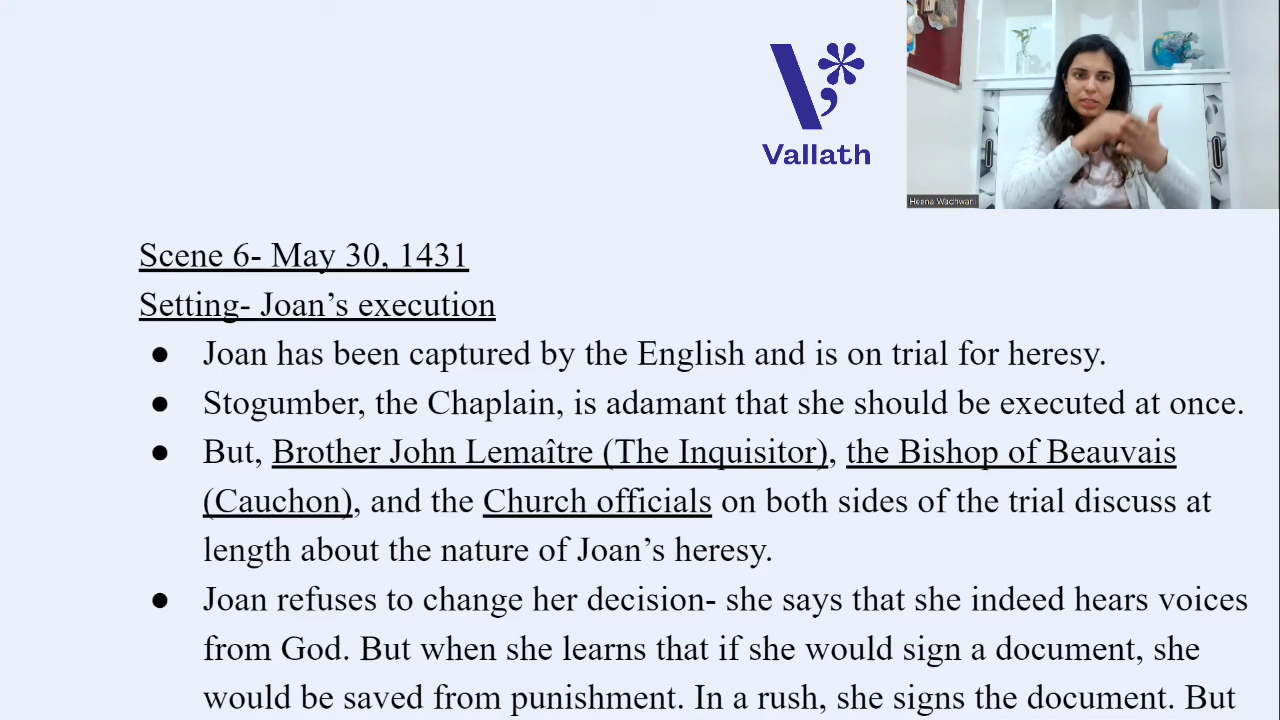 Vallath
Heena Wadhwani
Scene 6- May 30, 1431
Setting- Joan’s execution
● Joan has been captured by the English and is on trial for heresy.
● Stogumber, the Chaplain, is adamant that she should be executed at once.
● But, Brother John Lemaître (The Inquisitor), the Bishop of Beauvais
(Cauchon), and the Church officials on both sides of the trial discuss at
length about the nature of Joan’s heresy.
● Joan refuses to change her decision- she says that she indeed hears voices
from God. But when she learns that if she would sign a document, she
would be saved from punishment. In a rush, she signs the document. But